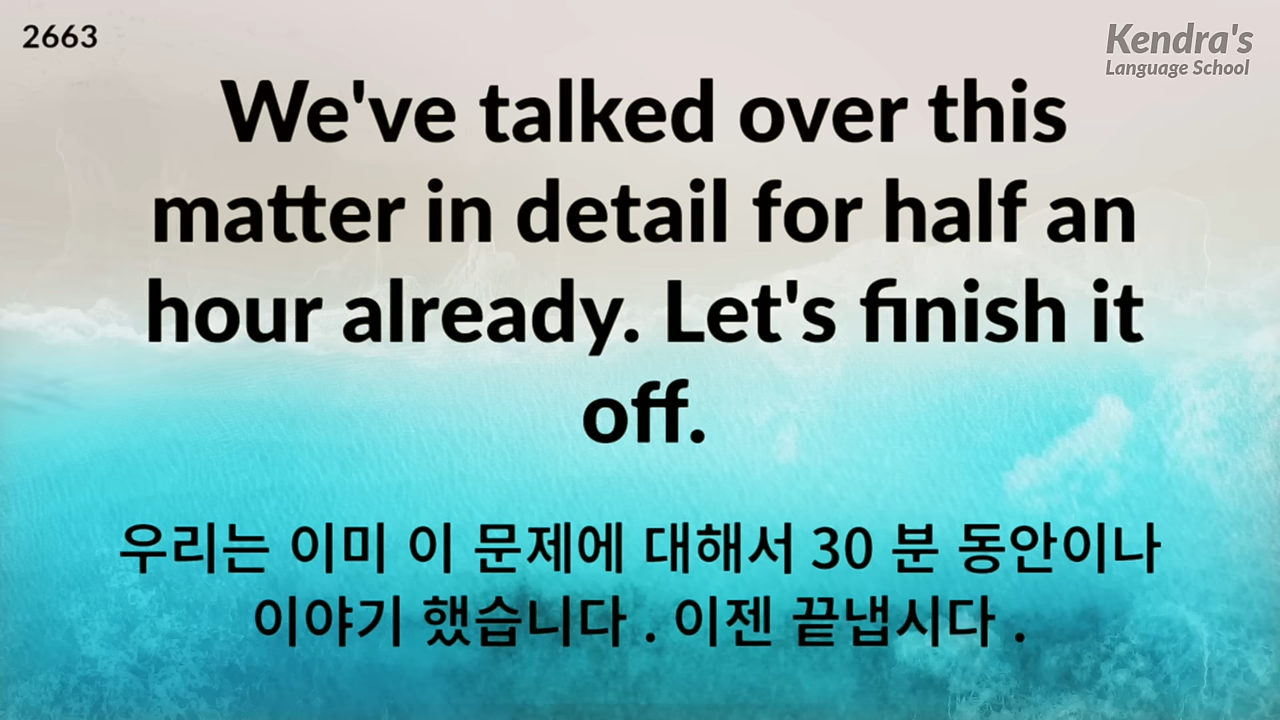 2663
Kendra's
Language School
We've talked over this
matter in detail for half an
hour already. Let's finish it
off.
우리는 이미 이 문제에 대해서 30 분 동안이나
이야기 했습니다 . 이젠 끝냅시다 .